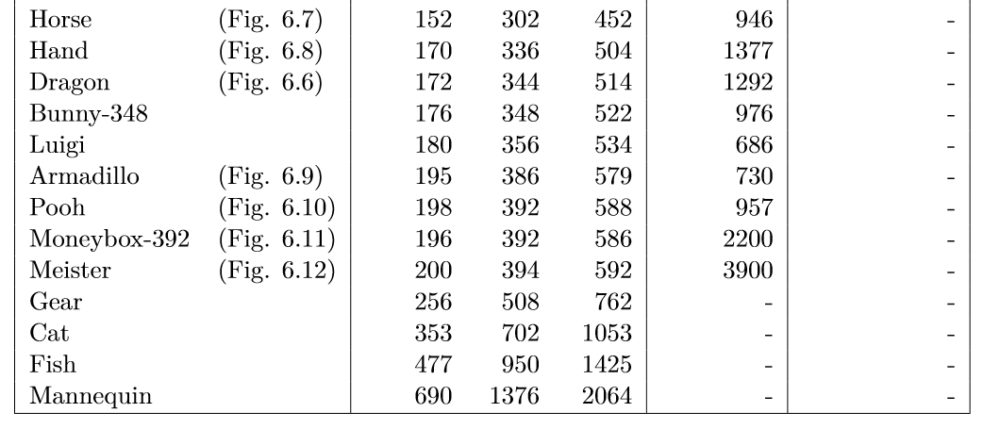 Horse (Fig. 6.7) 152 302 452 946 -
Hand (Fig. 6.8) 170 336 504 1377 -
Dragon (Fig. 6.6) 172 344 514 1292 -
Bunny-348 176 348 522 976 -
Luigi 180 356 534 686 -
Armadillo (Fig. 6.9) 195 386 579 730 -
Pooh (Fig. 6.10) 198 392 588 957 -
Moneybox-392 (Fig. 6.11) 196 392 586 2200 -
Meister (Fig. 6.12) 200 394 592 3900 -
Gear 256 508 762 - -
Cat 353 702 1053 - -
Fish 477 950 1425 - -
Mannequin 690 1376 2064 - -